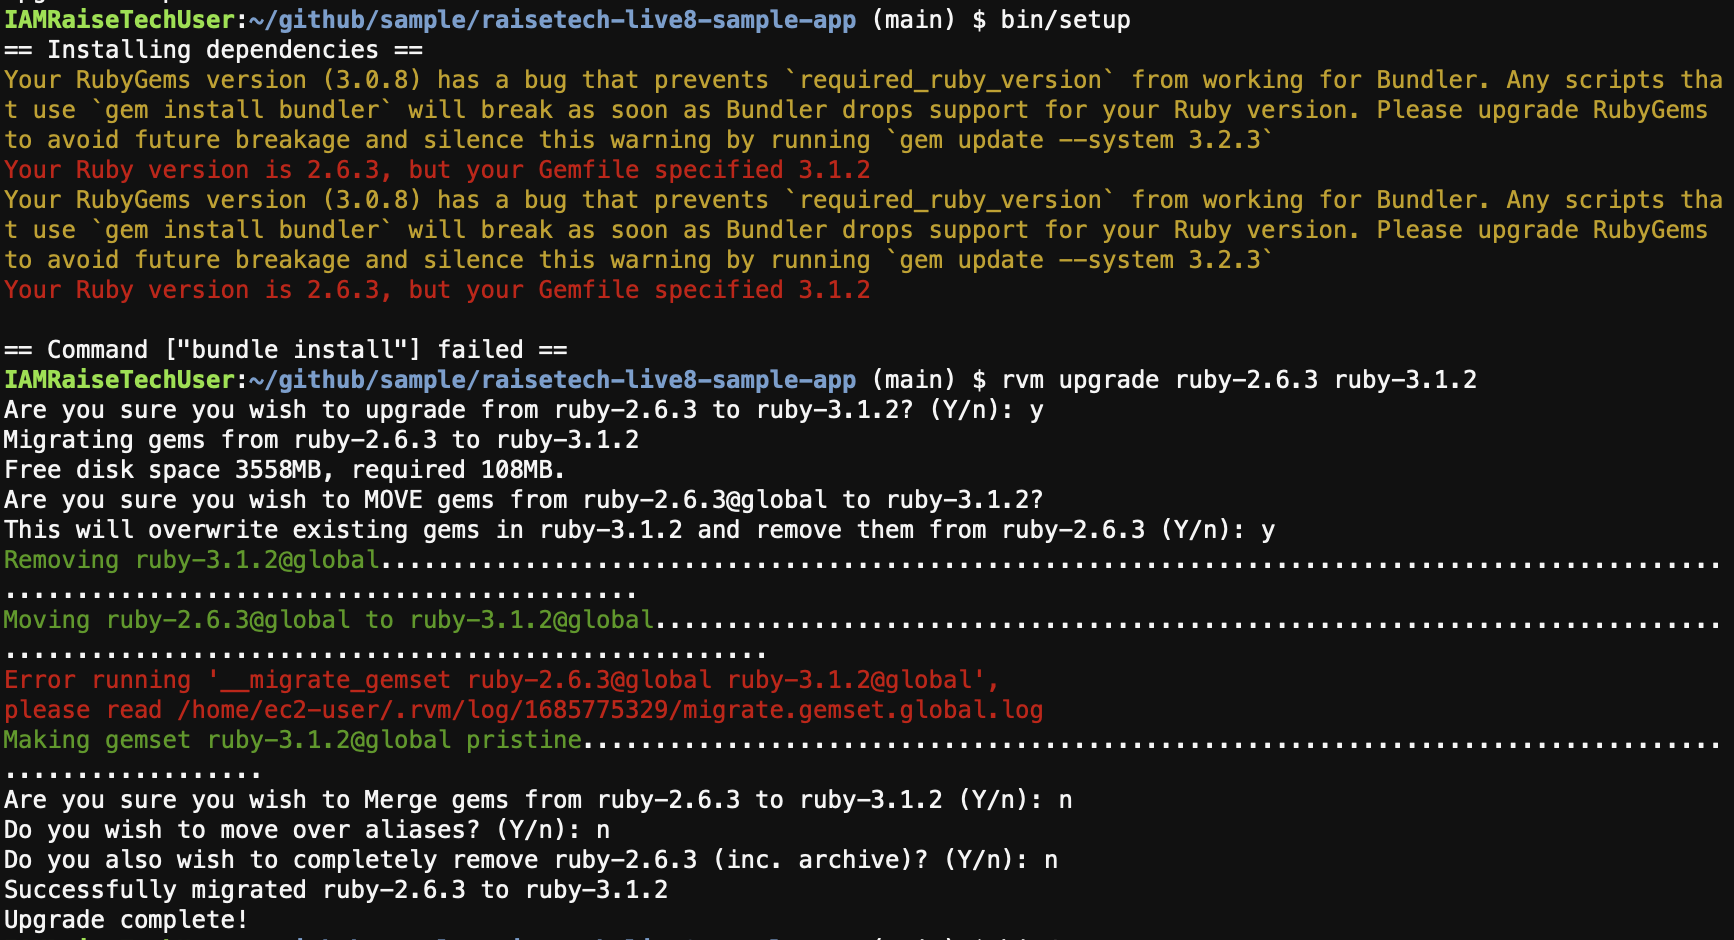 IAMRaiseTechUser:~/github/sample/raisetech-live8-sample-app (main) $ bin/setup
== Installing dependencies ==
Your RubyGems version (3.0.8) has a bug that prevents `required_ruby_version` from working for Bundler. Any scripts tha
t use `gem install bundler` will break as soon as Bundler drops support for your Ruby version. Please upgrade RubyGems
to avoid future breakage and silence this warning by running `gem update --system 3.2.3`
Your Ruby version is 2.6.3, but your Gemfile specified 3.1.2
Your RubyGems version (3.0.8) has a bug that prevents `required_ruby_version` from working for Bundler. Any scripts tha
t use `gem install bundler` will break as soon as Bundler drops support for your Ruby version. Please upgrade RubyGems
to avoid future breakage and silence this warning by running `gem update --system 3.2.3`
Your Ruby version is 2.6.3, but your Gemfile specified 3.1.2
== Command ["bundle install"] failed ==
IAMRaiseTechUser:~/github/sample/raisetech-live8-sample-app (main) $ rvm upgrade ruby-2.6.3 ruby-3.1.2
Are you sure you wish to upgrade from ruby-2.6.3 to ruby-3.1.2? (Y/n): y
Migrating gems from ruby-2.6.3 to ruby-3.1.2
Free disk space 3558MB, required 108MB.
Are you sure you wish to MOVE gems from ruby-2.6.3@global to ruby-3.1.2?
This will overwrite existing gems in ruby-3.1.2 and remove them from ruby-2.6.3 (Y/n): y
Removing ruby-3.1.2@global.............................................................................................
............................................
Moving ruby-2.6.3@global to ruby-3.1.2@global..........................................................................
.....................................................
Error running '__migrate_gemset ruby-2.6.3@global ruby-3.1.2@global',
please read /home/ec2-user/.rvm/log/1685775329/migrate.gemset.global.log
Making gemset ruby-3.1.2@global pristine...............................................................................
..................
Are you sure you wish to Merge gems from ruby-2.6.3 to ruby-3.1.2 (Y/n): n
Do you wish to move over aliases? (Y/n): n
Do you also wish to completely remove ruby-2.6.3 (inc. archive)? (Y/n): n
Successfully migrated ruby-2.6.3 to ruby-3.1.2
Upgrade complete!